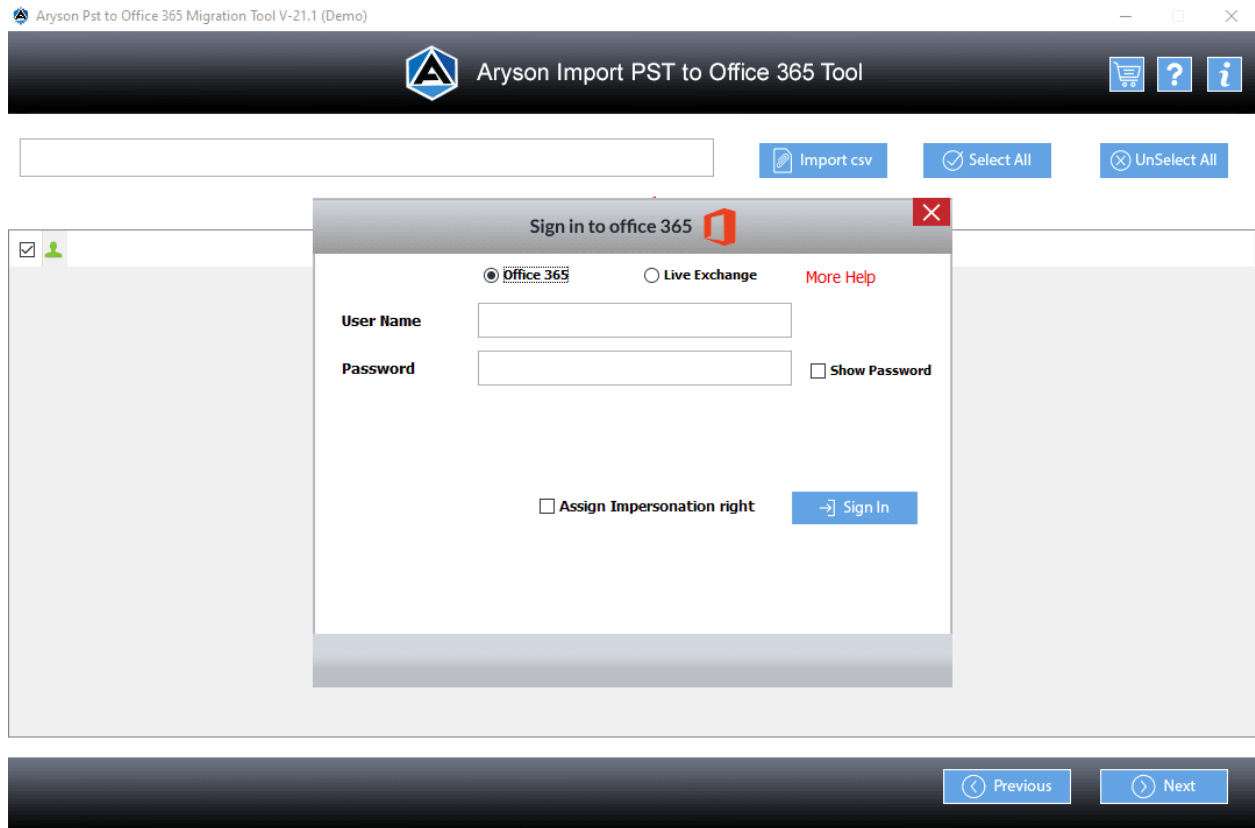 Aryson Pst to Office 365 Migration Tool V-21.1 (Demo)
Aryson Import PST to Office 365 Tool
Import csv
Select All
UnSelect All
Sign in to office 365
Office 365
Live Exchange
More Help
User Name
Password
Show Password
Assign Impersonation right
Sign In
Previous
Next